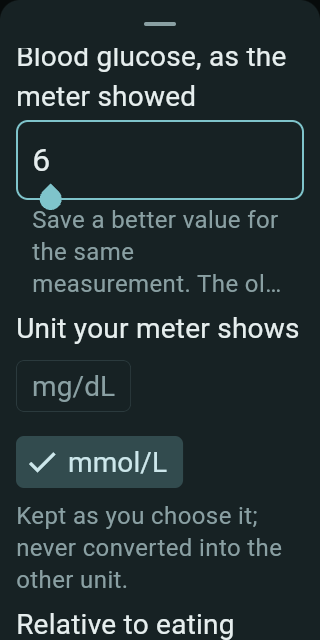 Blood glucose, as the
meter showed
6
Save a better value for
the same
measurement. The ol…
Unit your meter shows
mg/dL
mmol/L
Kept as you choose it;
never converted into the
other unit.
Relative to eating